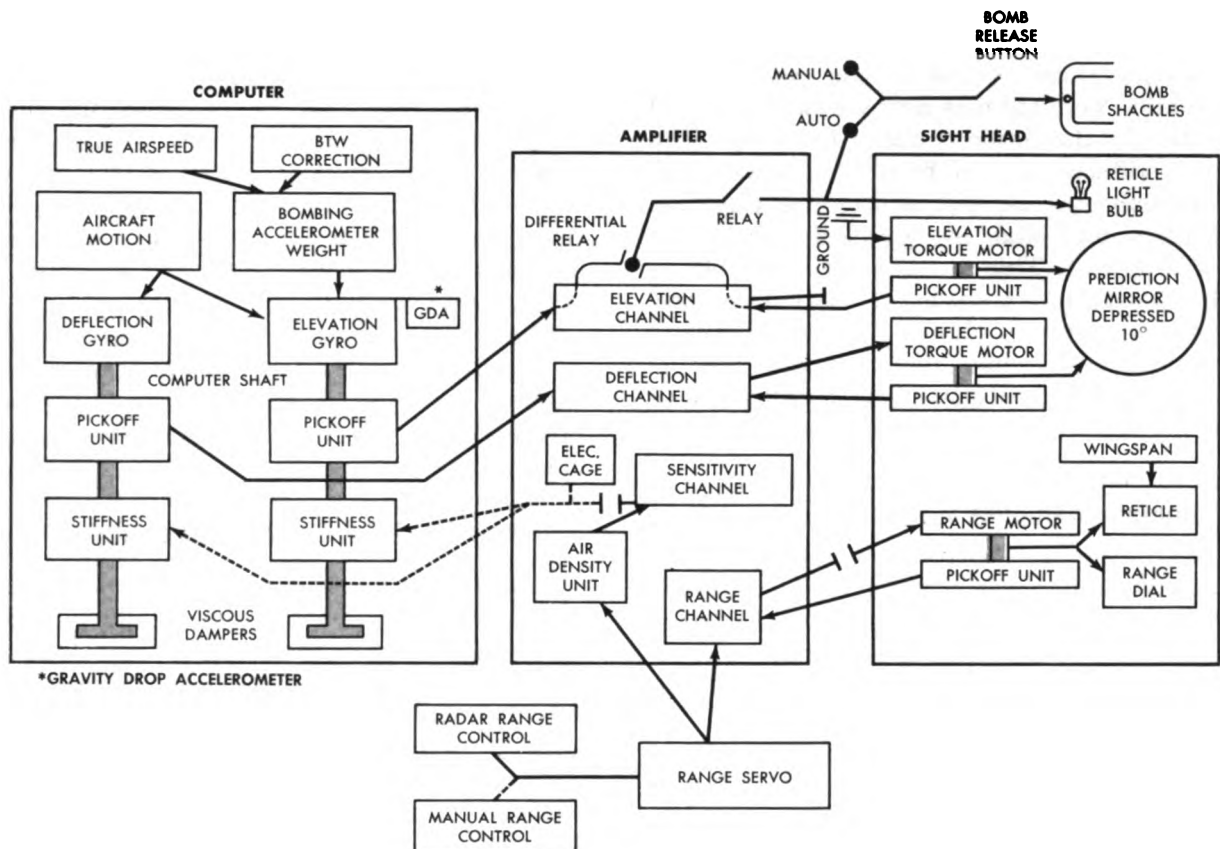 BOMB
RELEASE
BUTTON
MANUAL
AUTO
BOMB
SHACKLES
COMPUTER
TRUE AIRSPEED
BTW
CORRECTION
AIRCRAFT
MOTION
BOMBING
ACCELEROMETER
WEIGHT
*
GDA
DEFLECTION
GYRO
ELEVATION
GYRO
COMPUTER SHAFT
PICKOFF
UNIT
PICKOFF
UNIT
STIFFNESS
UNIT
STIFFNESS
UNIT
VISCOUS
DAMPERS
*GRAVITY DROP ACCELEROMETER
AMPLIFIER
DIFFERENTIAL
RELAY
RELAY
GROUND
ELEVATION
CHANNEL
DEFLECTION
CHANNEL
ELEC.
CAGE
SENSITIVITY
CHANNEL
AIR
DENSITY
UNIT
RANGE
CHANNEL
SIGHT HEAD
RETICLE
LIGHT
BULB
ELEVATION
TORQUE MOTOR
PICKOFF UNIT
PREDICTION
MIRROR
DEPRESSED
10°
DEFLECTION
TORQUE MOTOR
PICKOFF UNIT
WINGSPAN
RANGE MOTOR
PICKOFF UNIT
RETICLE
RANGE
DIAL
RADAR RANGE
CONTROL
MANUAL RANGE
CONTROL
RANGE SERVO